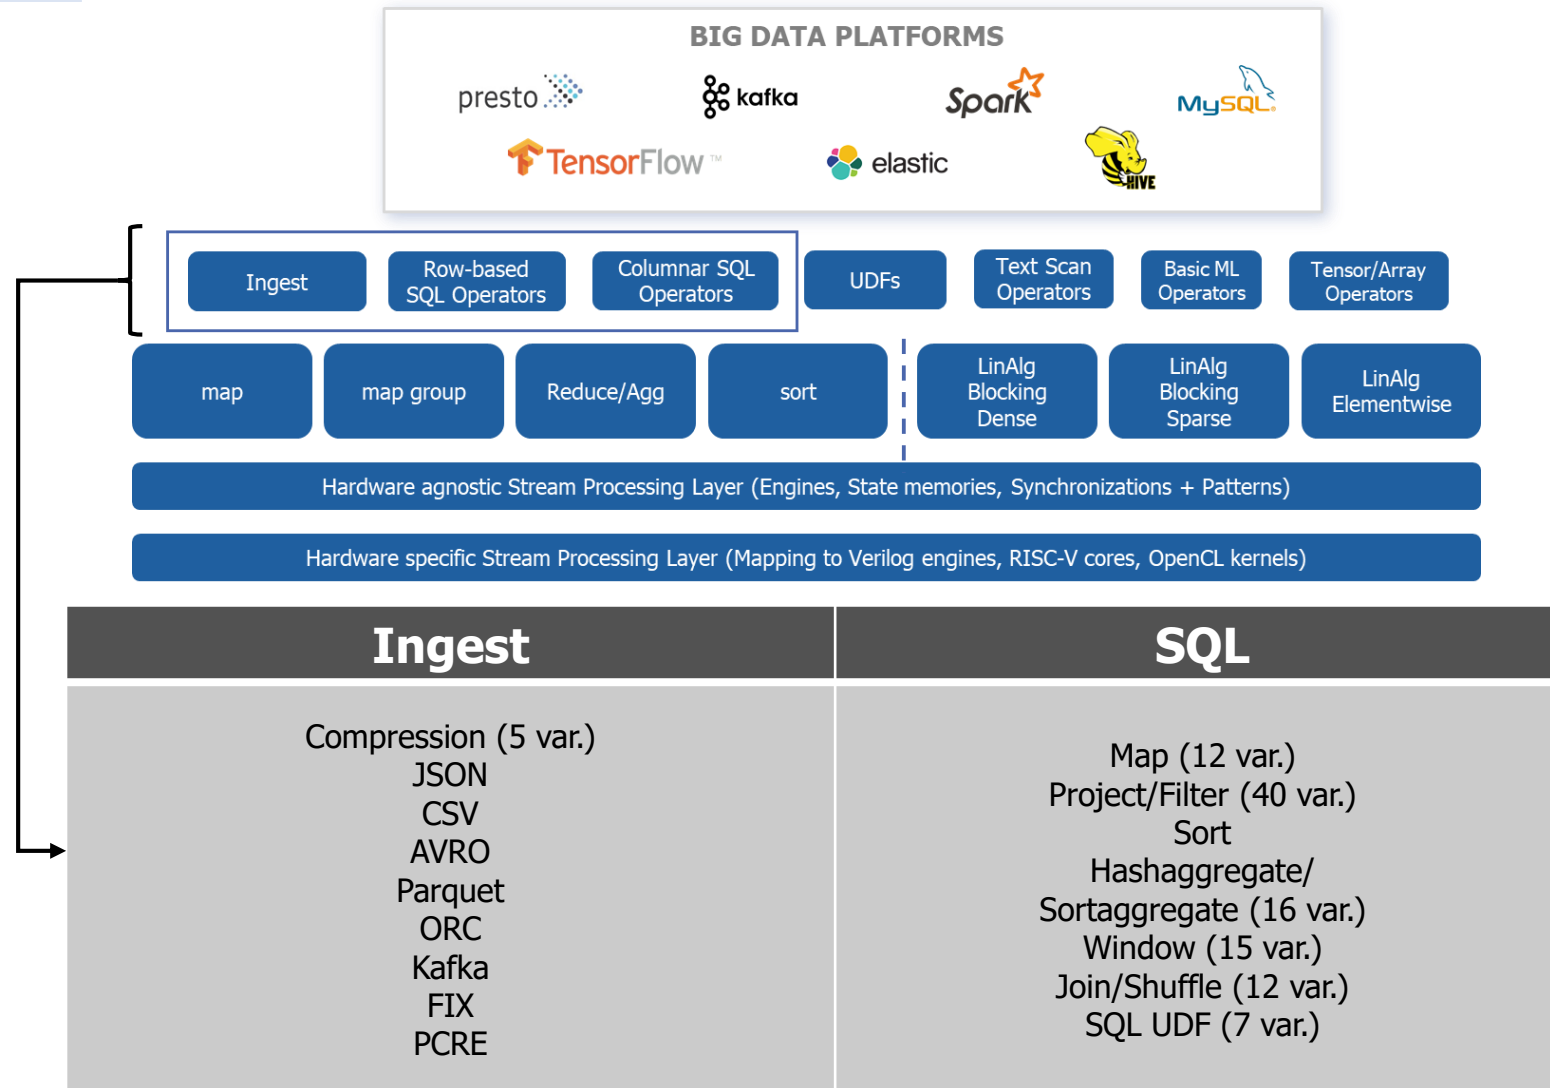 BIG DATA PLATFORMS
presto
kafka
Spark
MySQL®
TensorFlow ™
elastic
HIVE
Ingest
Row-based
SQL Operators
Columnar SQL
Operators
UDFs
Text Scan
Operators
Basic ML
Operators
Tensor/Array
Operators
map
map group
Reduce/Agg
sort
LinAlg
Blocking
Dense
LinAlg
Blocking
Sparse
LinAlg
Elementwise
Hardware agnostic Stream Processing Layer (Engines, State memories, Synchronizations + Patterns)
Hardware specific Stream Processing Layer (Mapping to Verilog engines, RISC-V cores, OpenCL kernels)
Ingest
SQL
Compression (5 var.)
JSON
CSV
AVRO
Parquet
ORC
Kafka
FIX
PCRE
Map (12 var.)
Project/Filter (40 var.)
Sort
Hashaggregate/
Sortaggregate (16 var.)
Window (15 var.)
Join/Shuffle (12 var.)
SQL UDF (7 var.)